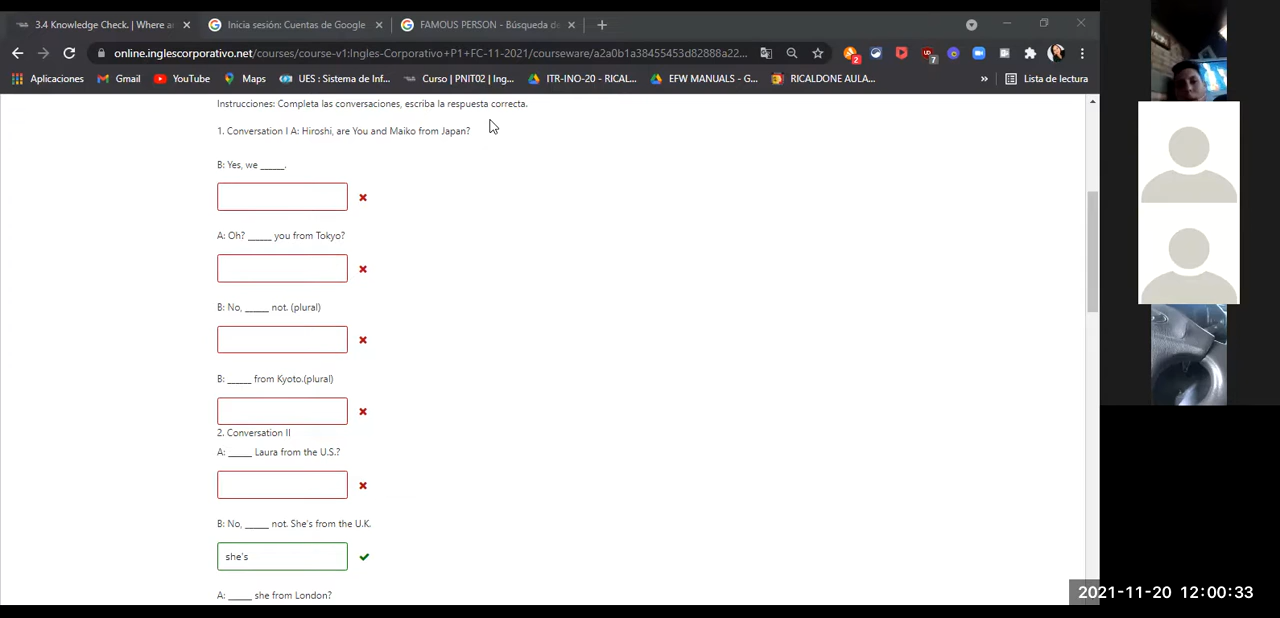 3.4 Knowledge Check. | Where ar
Inicia sesión: Cuentas de Google
FAMOUS PERSON - Búsqueda de
online.inglescorporativo.net/courses/course-v1:Ingles-Corporativo+P1+FC-11-2021/courseware/a2a0b1a38455453d82888a22...
2
7
Aplicaciones
Gmail
YouTube
Maps
UES : Sistema de Inf...
Curso | PNIT02 | Ing...
ITR-INO-20 - RICAL...
EFW MANUALS - G...
RICALDONE AULA...
»
Lista de lectura
Instrucciones: Completa las conversaciones, escriba la respuesta correcta.
1. Conversation I A: Hiroshi, are You and Maiko from Japan?
B: Yes, we _____.
A: Oh? _____ you from Tokyo?
B: No, _____ not. (plural)
B: _____ from Kyoto.(plural)
2. Conversation II
A: _____ Laura from the U.S.?
B: No, _____ not. She's from the U.K.
she's
A: _____ she from London?
2021-11-20 12:00:33